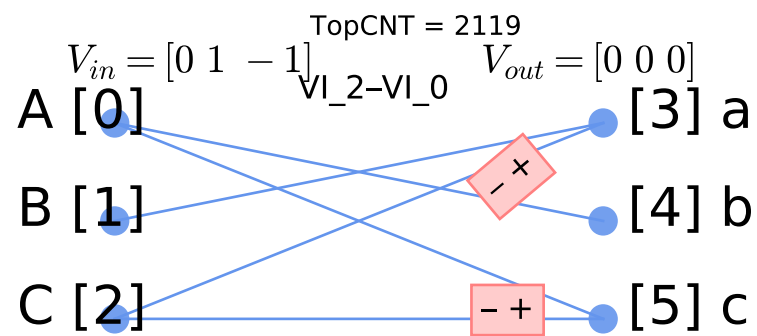 TopCNT = 2119
V_in = [0 1 −1] V_out = [0 0 0]
VI_2–VI_0
A [0] [3] a
B [1] [4] b
C [2] [5] c
− +
− +